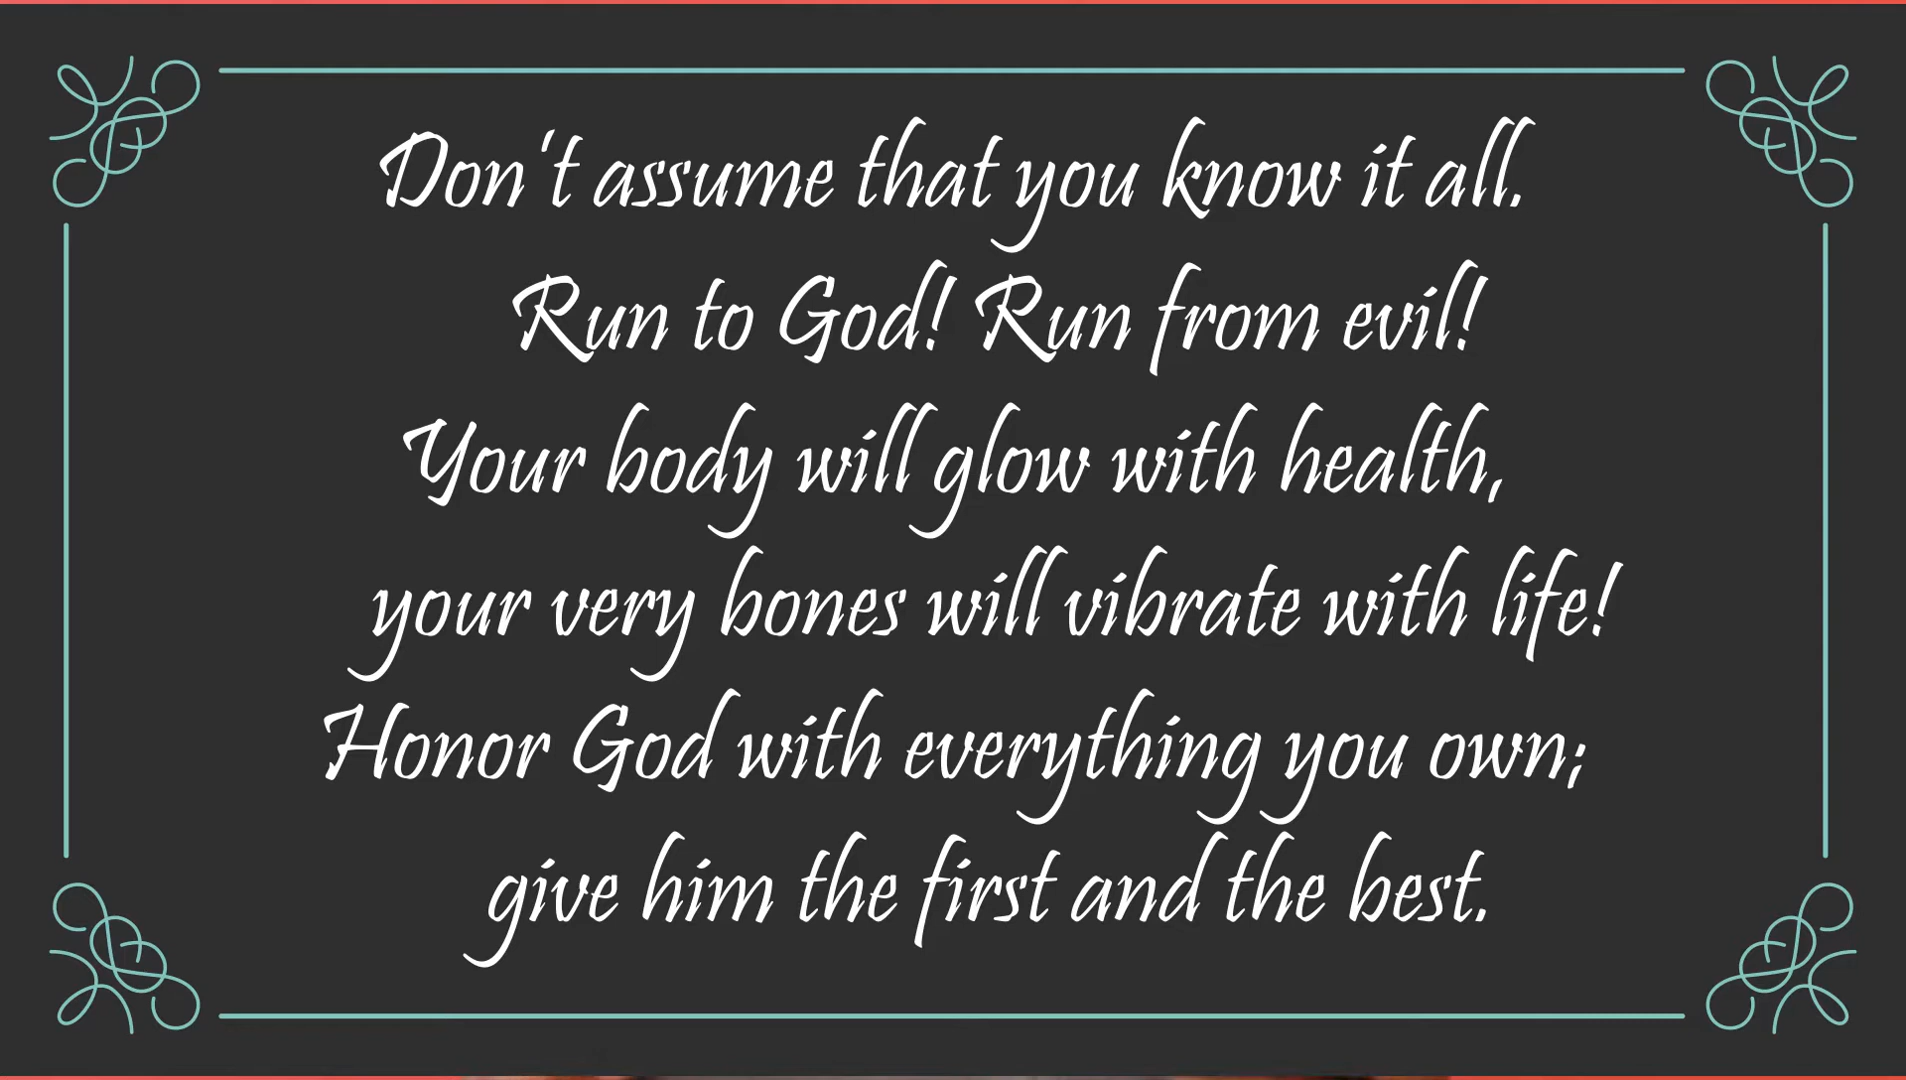 Don't assume that you know it all.
Run to God! Run from evil!
Your body will glow with health,
your very bones will vibrate with life!
Honor God with everything you own;
give him the first and the best.